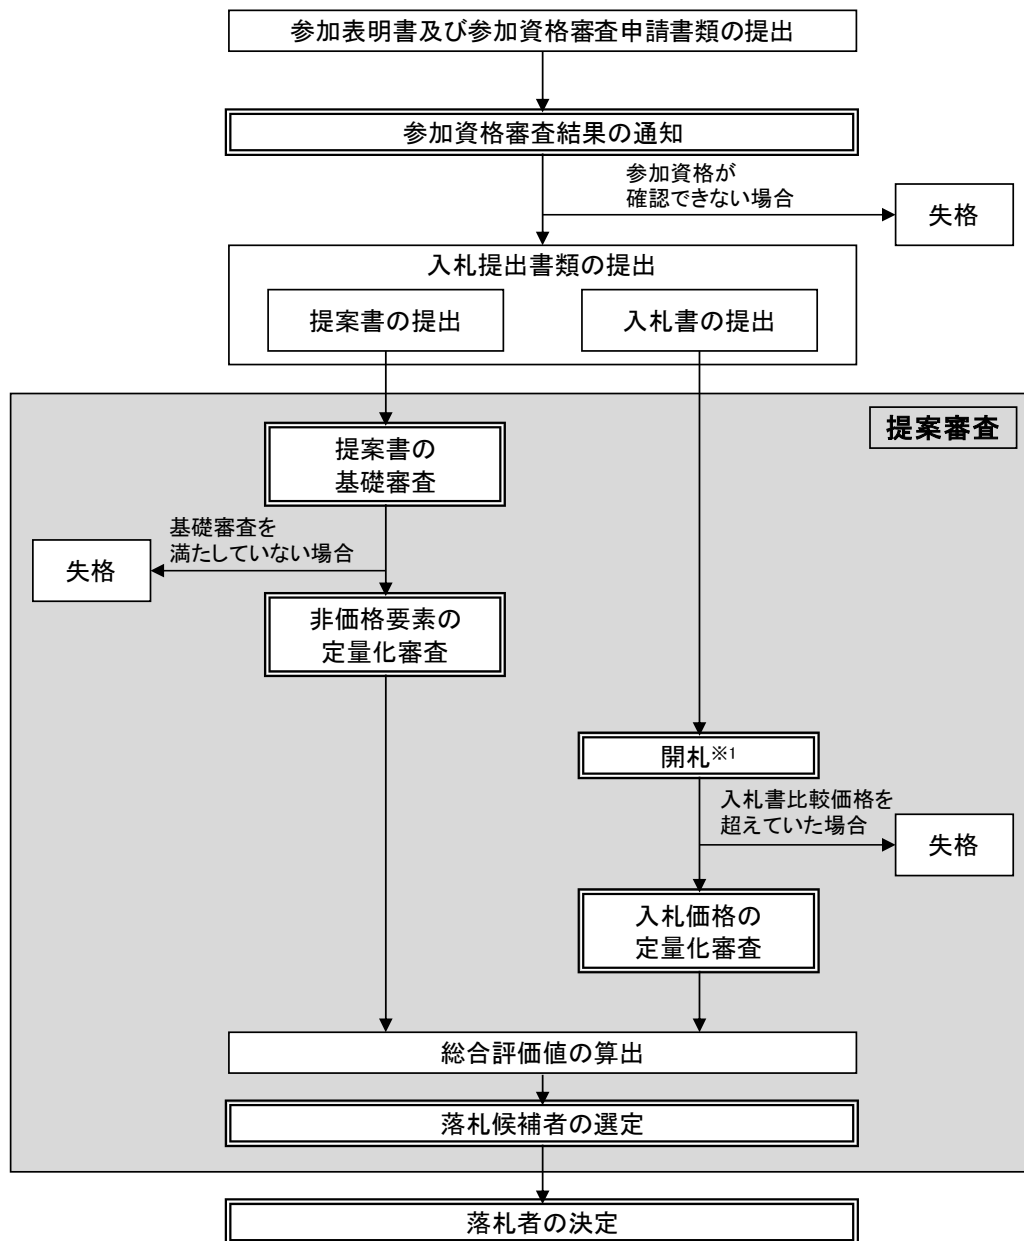 参加表明書及び参加資格審査申請書類の提出
参加資格審査結果の通知
参加資格が
確認できない場合
失格
入札提出書類の提出
提案書の提出
入札書の提出
提案審査
提案書の
基礎審査
基礎審査を
満たしていない場合
失格
非価格要素の
定量化審査
開札※1
入札書比較価格を
超えていた場合
失格
入札価格の
定量化審査
総合評価値の算出
落札候補者の選定
落札者の決定